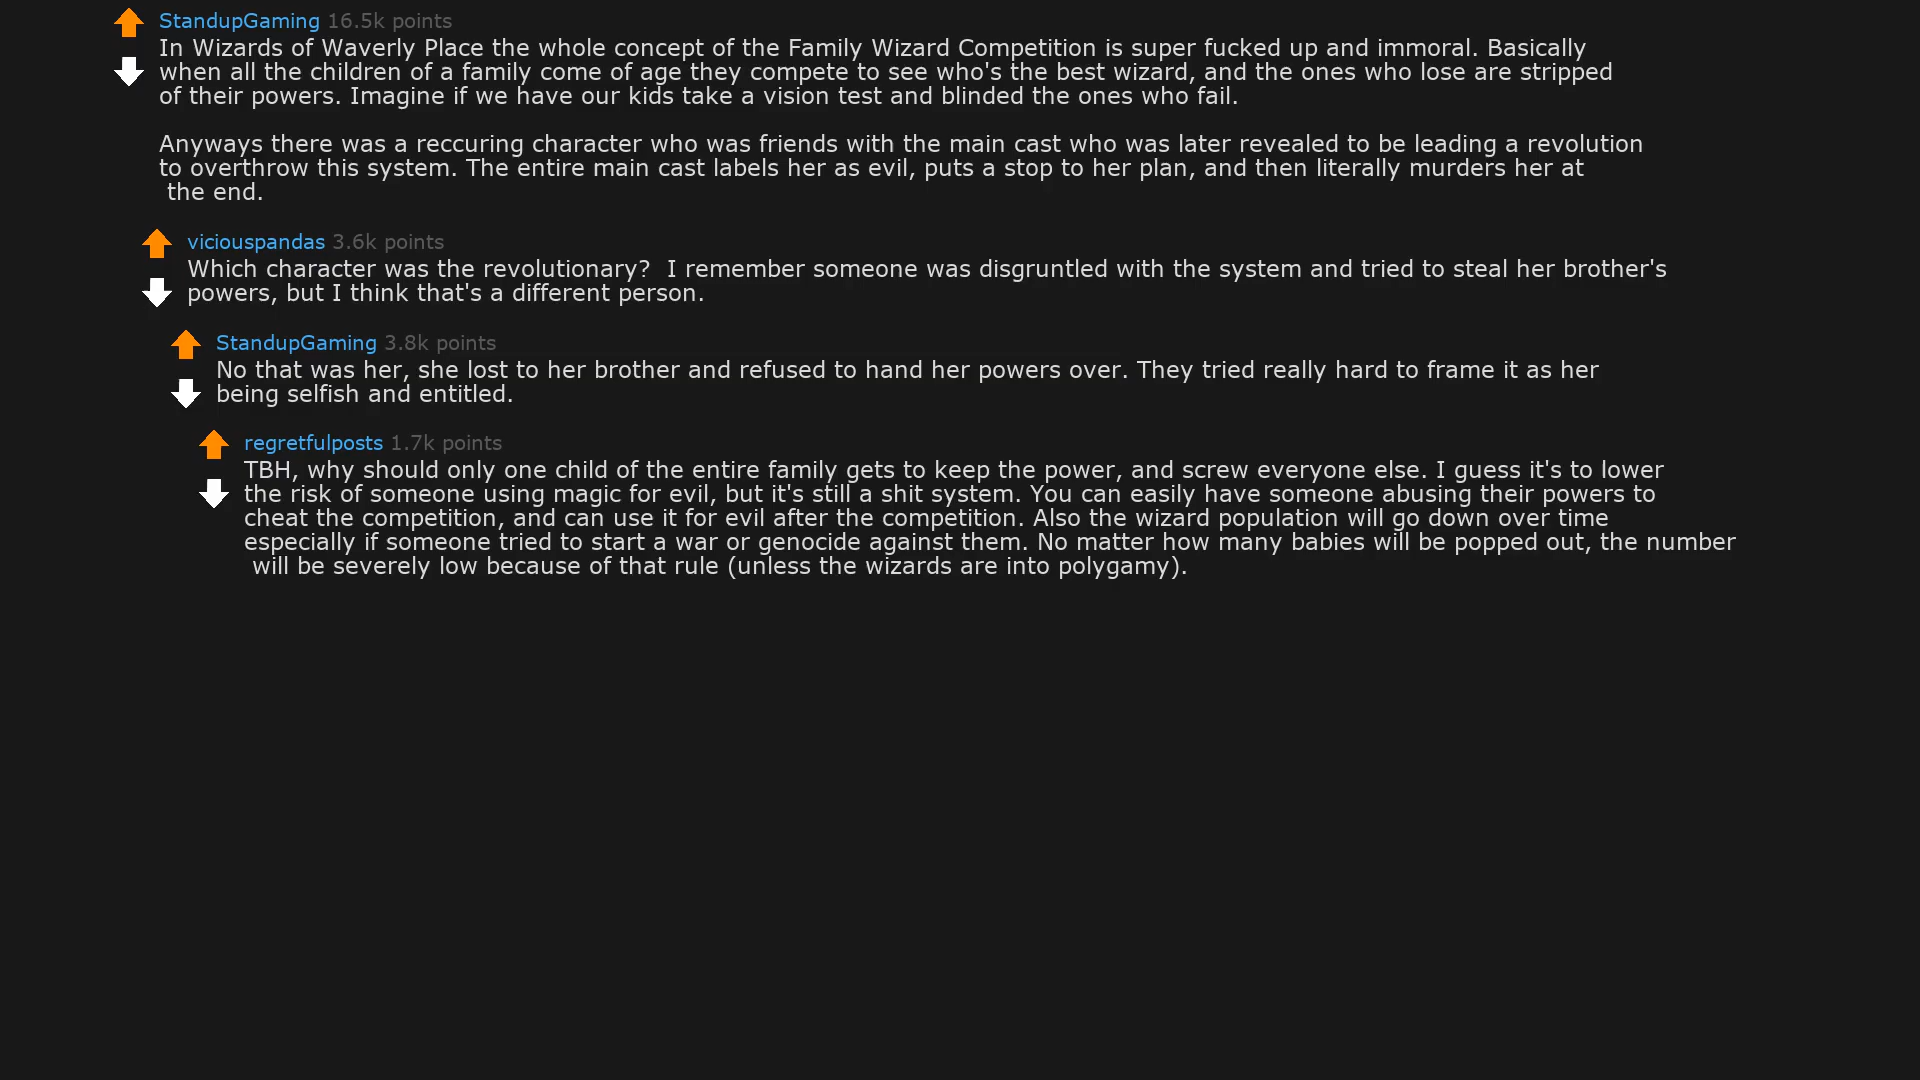 StandupGaming 16.5k points
In Wizards of Waverly Place the whole concept of the Family Wizard Competition is super fucked up and immoral. Basically
when all the children of a family come of age they compete to see who's the best wizard, and the ones who lose are stripped
of their powers. Imagine if we have our kids take a vision test and blinded the ones who fail.
Anyways there was a reccuring character who was friends with the main cast who was later revealed to be leading a revolution
to overthrow this system. The entire main cast labels her as evil, puts a stop to her plan, and then literally murders her at
the end.
viciouspandas 3.6k points
Which character was the revolutionary?  I remember someone was disgruntled with the system and tried to steal her brother's
powers, but I think that's a different person.
StandupGaming 3.8k points
No that was her, she lost to her brother and refused to hand her powers over. They tried really hard to frame it as her
being selfish and entitled.
regretfulposts 1.7k points
TBH, why should only one child of the entire family gets to keep the power, and screw everyone else. I guess it's to lower
the risk of someone using magic for evil, but it's still a shit system. You can easily have someone abusing their powers to
cheat the competition, and can use it for evil after the competition. Also the wizard population will go down over time
especially if someone tried to start a war or genocide against them. No matter how many babies will be popped out, the number
will be severely low because of that rule (unless the wizards are into polygamy).